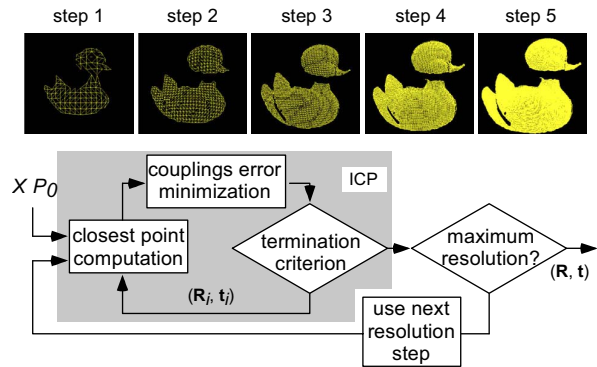 step 1 step 2 step 3 step 4 step 5
couplings error
minimization
ICP
X P0
closest point
computation
termination
criterion
maximum
resolution?
(R, t)
(Ri, ti)
use next
resolution
step